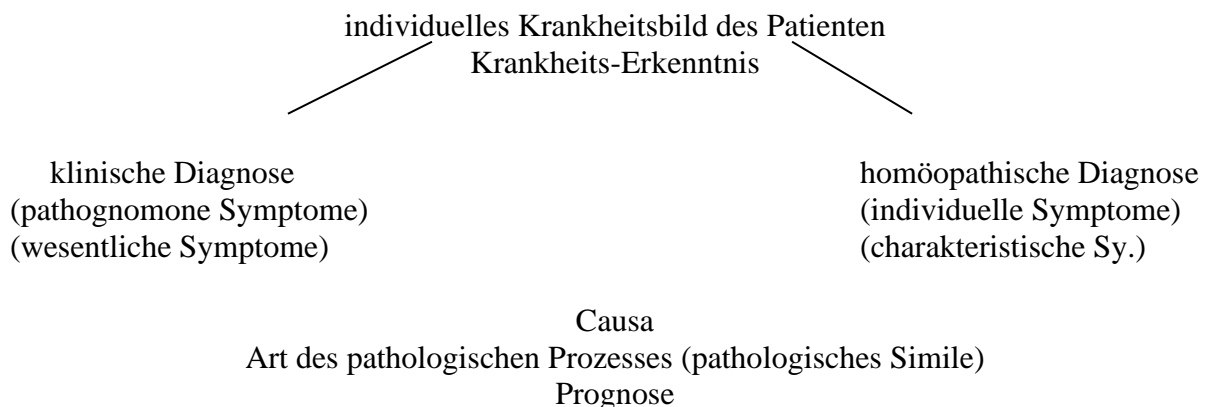 individuelles Krankheitsbild des Patienten
Krankheits-Erkenntnis
klinische Diagnose
(pathognomone Symptome)
(wesentliche Symptome)
homöopathische Diagnose
(individuelle Symptome)
(charakteristische Sy.)
Causa
Art des pathologischen Prozesses (pathologisches Simile)
Prognose